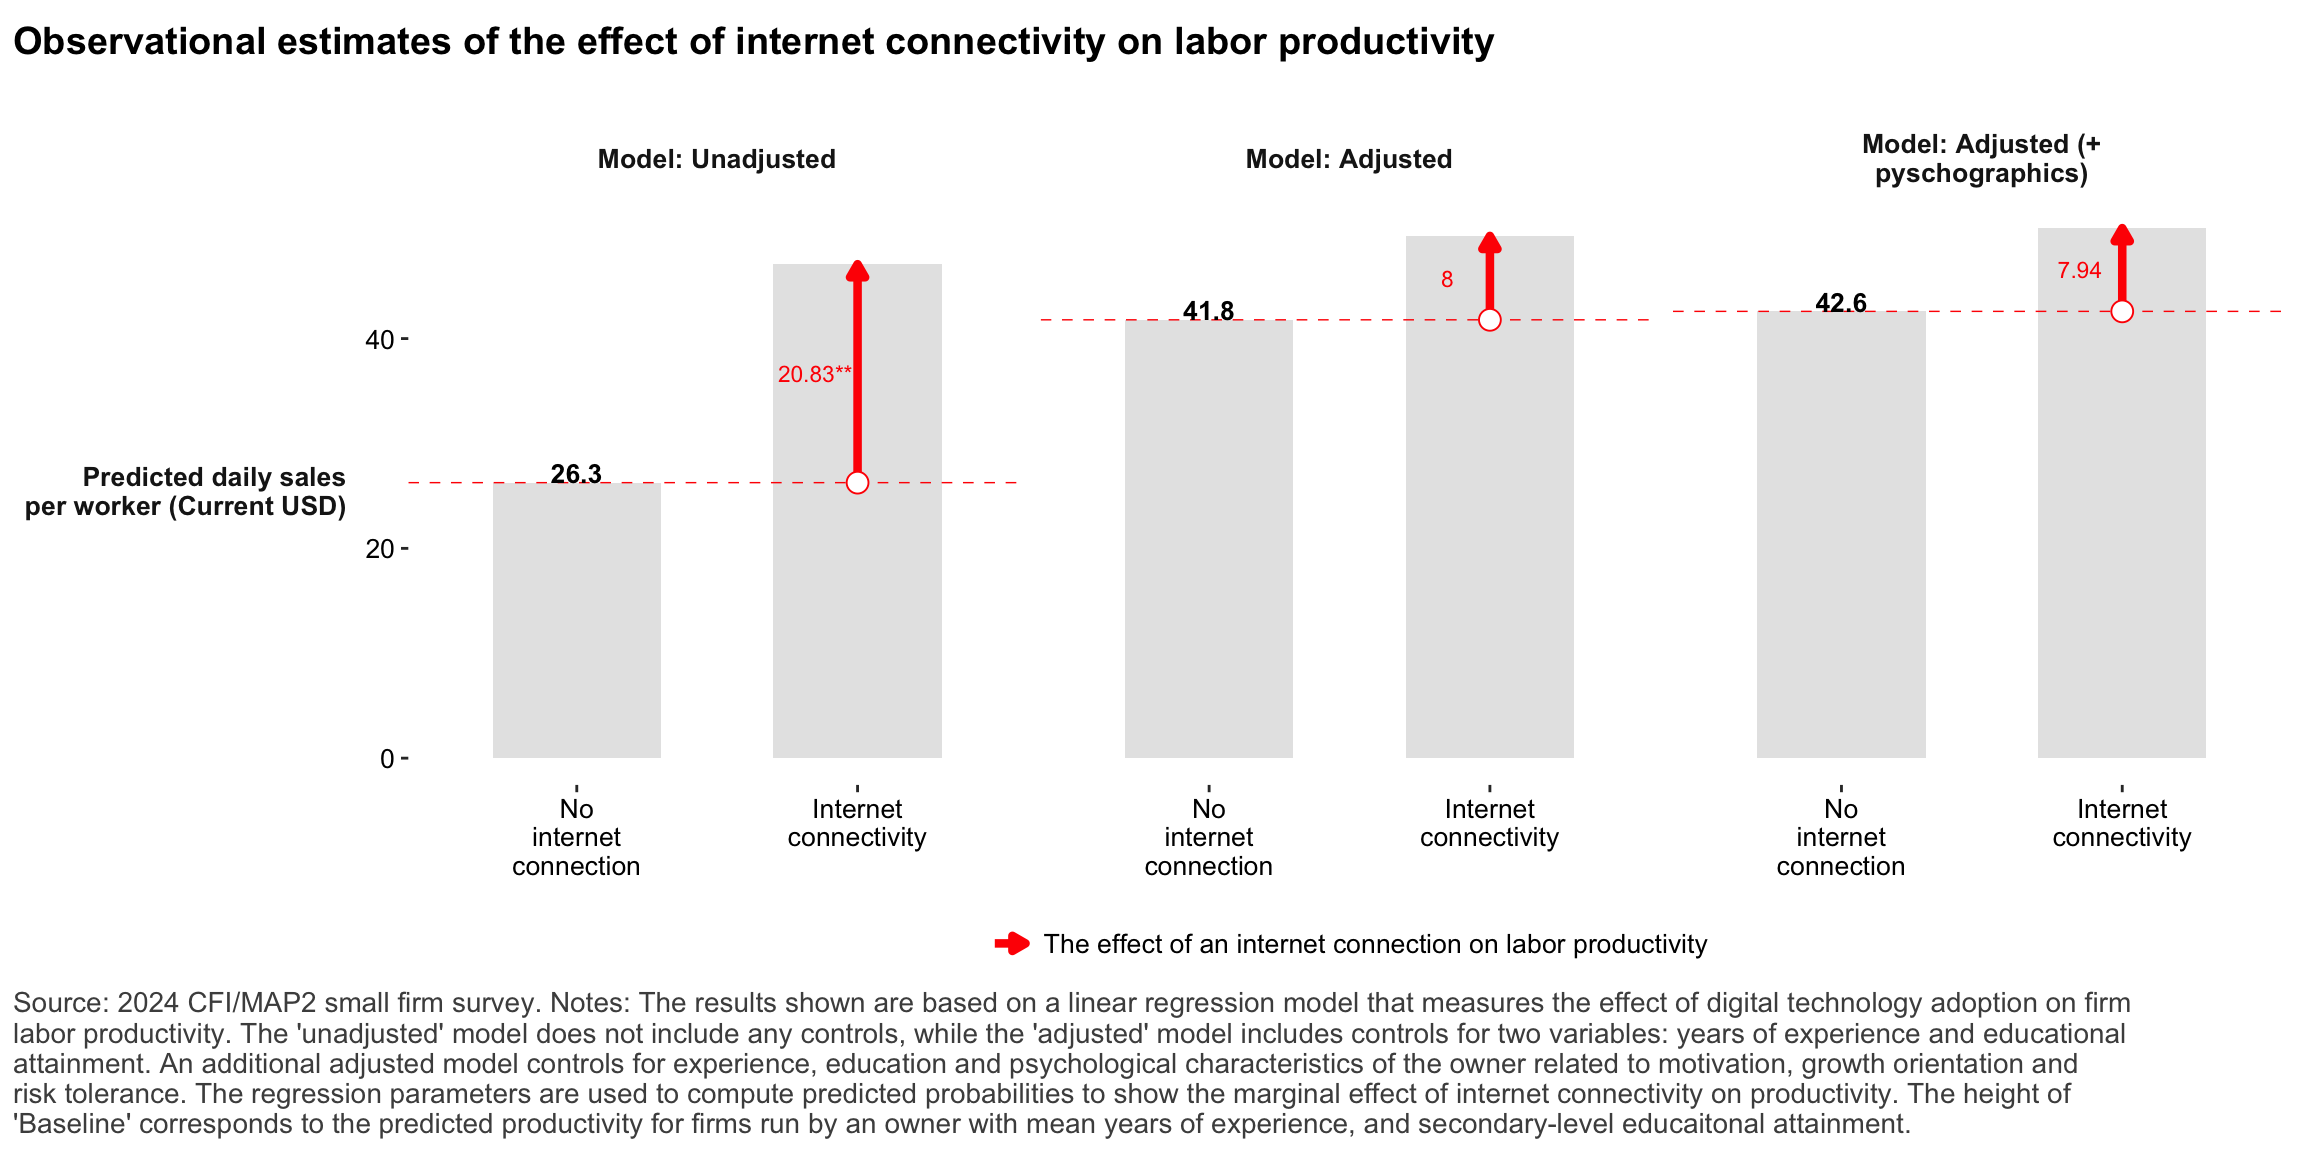 Observational estimates of the effect of internet connectivity on labor productivity
Model: Unadjusted
Model: Adjusted
Model: Adjusted (+
pyschographics)
Predicted daily sales
per worker (Current USD)
40
20
0
26.3
20.83**
41.8
8
42.6
7.94
No
internet
connection
Internet
connectivity
No
internet
connection
Internet
connectivity
No
internet
connection
Internet
connectivity
The effect of an internet connection on labor productivity
Source: 2024 CFI/MAP2 small firm survey. Notes: The results shown are based on a linear regression model that measures the effect of digital technology adoption on firm
labor productivity. The 'unadjusted' model does not include any controls, while the 'adjusted' model includes controls for two variables: years of experience and educational
attainment. An additional adjusted model controls for experience, education and psychological characteristics of the owner related to motivation, growth orientation and
risk tolerance. The regression parameters are used to compute predicted probabilities to show the marginal effect of internet connectivity on productivity. The height of
'Baseline' corresponds to the predicted productivity for firms run by an owner with mean years of experience, and secondary-level educaitonal attainment.